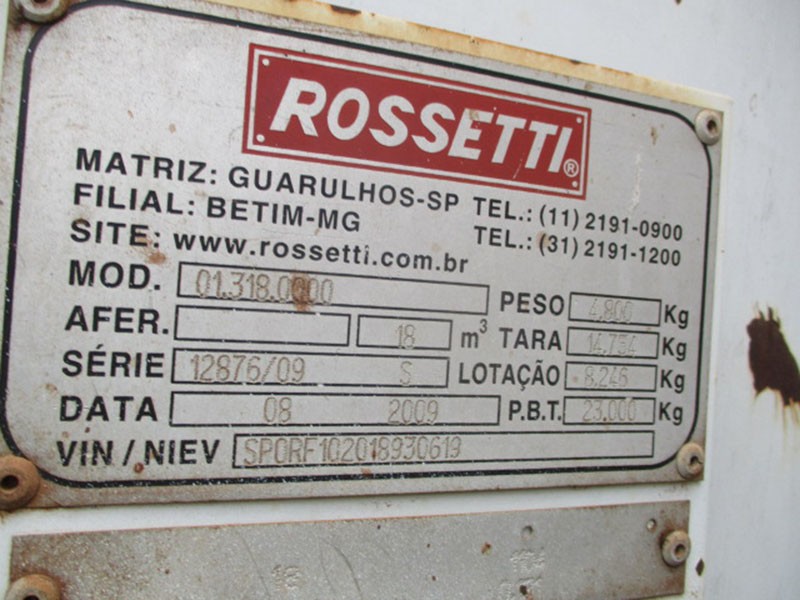 ROSSETTI®
MATRIZ: GUARULHOS-SP TEL.: (11) 2191-0900
FILIAL: BETIM-MG TEL.: (31) 2191-1200
SITE: www.rossetti.com.br
MOD. 01.318.0000 PESO 4.800 Kg
AFER. 18 m³ TARA 14.754 Kg
SÉRIE 12876/09 S LOTAÇÃO 8.246 Kg
DATA 08 2009 P.B.T. 23.000 Kg
VIN / NIEV SPORF102018930619
18